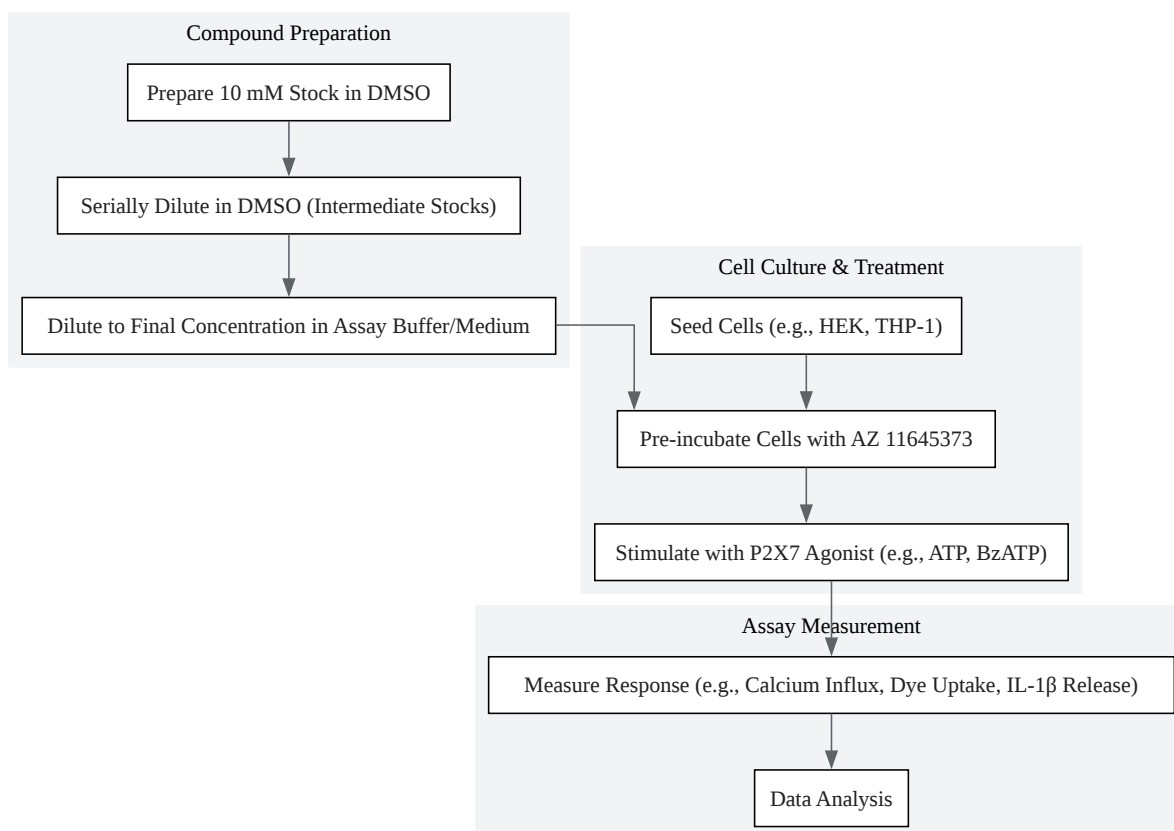 Compound Preparation
Prepare 10 mM Stock in DMSO
Serially Dilute in DMSO (Intermediate Stocks)
Dilute to Final Concentration in Assay Buffer/Medium
Cell Culture & Treatment
Seed Cells (e.g., HEK, THP-1)
Pre-incubate Cells with AZ 11645373
Stimulate with P2X7 Agonist (e.g., ATP, BzATP)
Assay Measurement
Measure Response (e.g., Calcium Influx, Dye Uptake, IL-1β Release)
Data Analysis